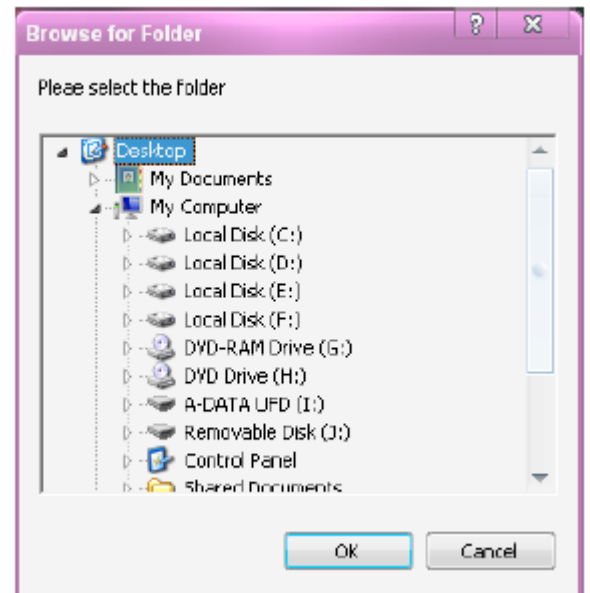 Browse for Folder
Pleae select the folder
Desktop
My Documents
My Computer
Local Disk (C:)
Local Disk (D:)
Local Disk (E:)
Local Disk (F:)
DVD-RAM Drive (G:)
DVD Drive (H:)
A-DATA UFD (I:)
Removable Disk (J:)
Control Panel
Shared Documents
OK Cancel